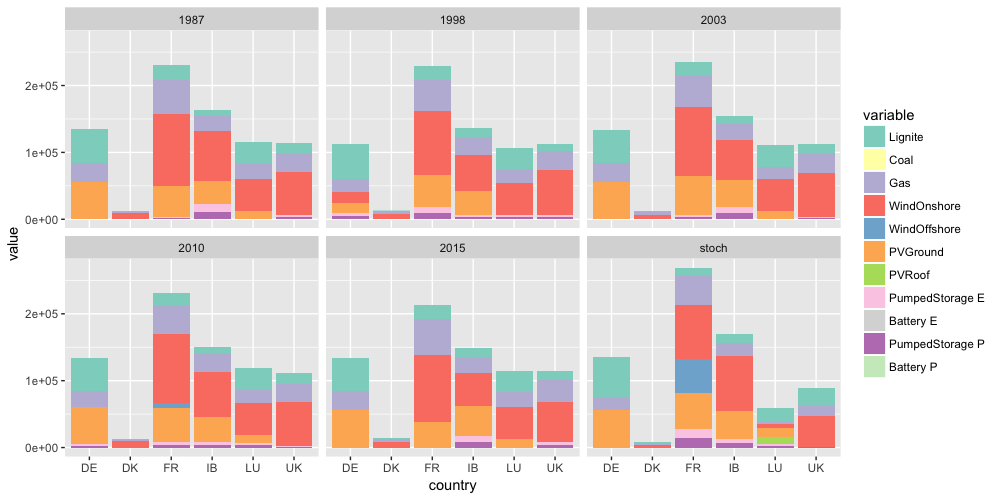 1987 1998 2003
2e+05
1e+05
0e+00
2010 2015 stoch
2e+05
1e+05
0e+00
DE DK FR IB LU UK DE DK FR IB LU UK DE DK FR IB LU UK
country
value
variable
Lignite
Coal
Gas
WindOnshore
WindOffshore
PVGround
PVRoof
PumpedStorage E
Battery E
PumpedStorage P
Battery P